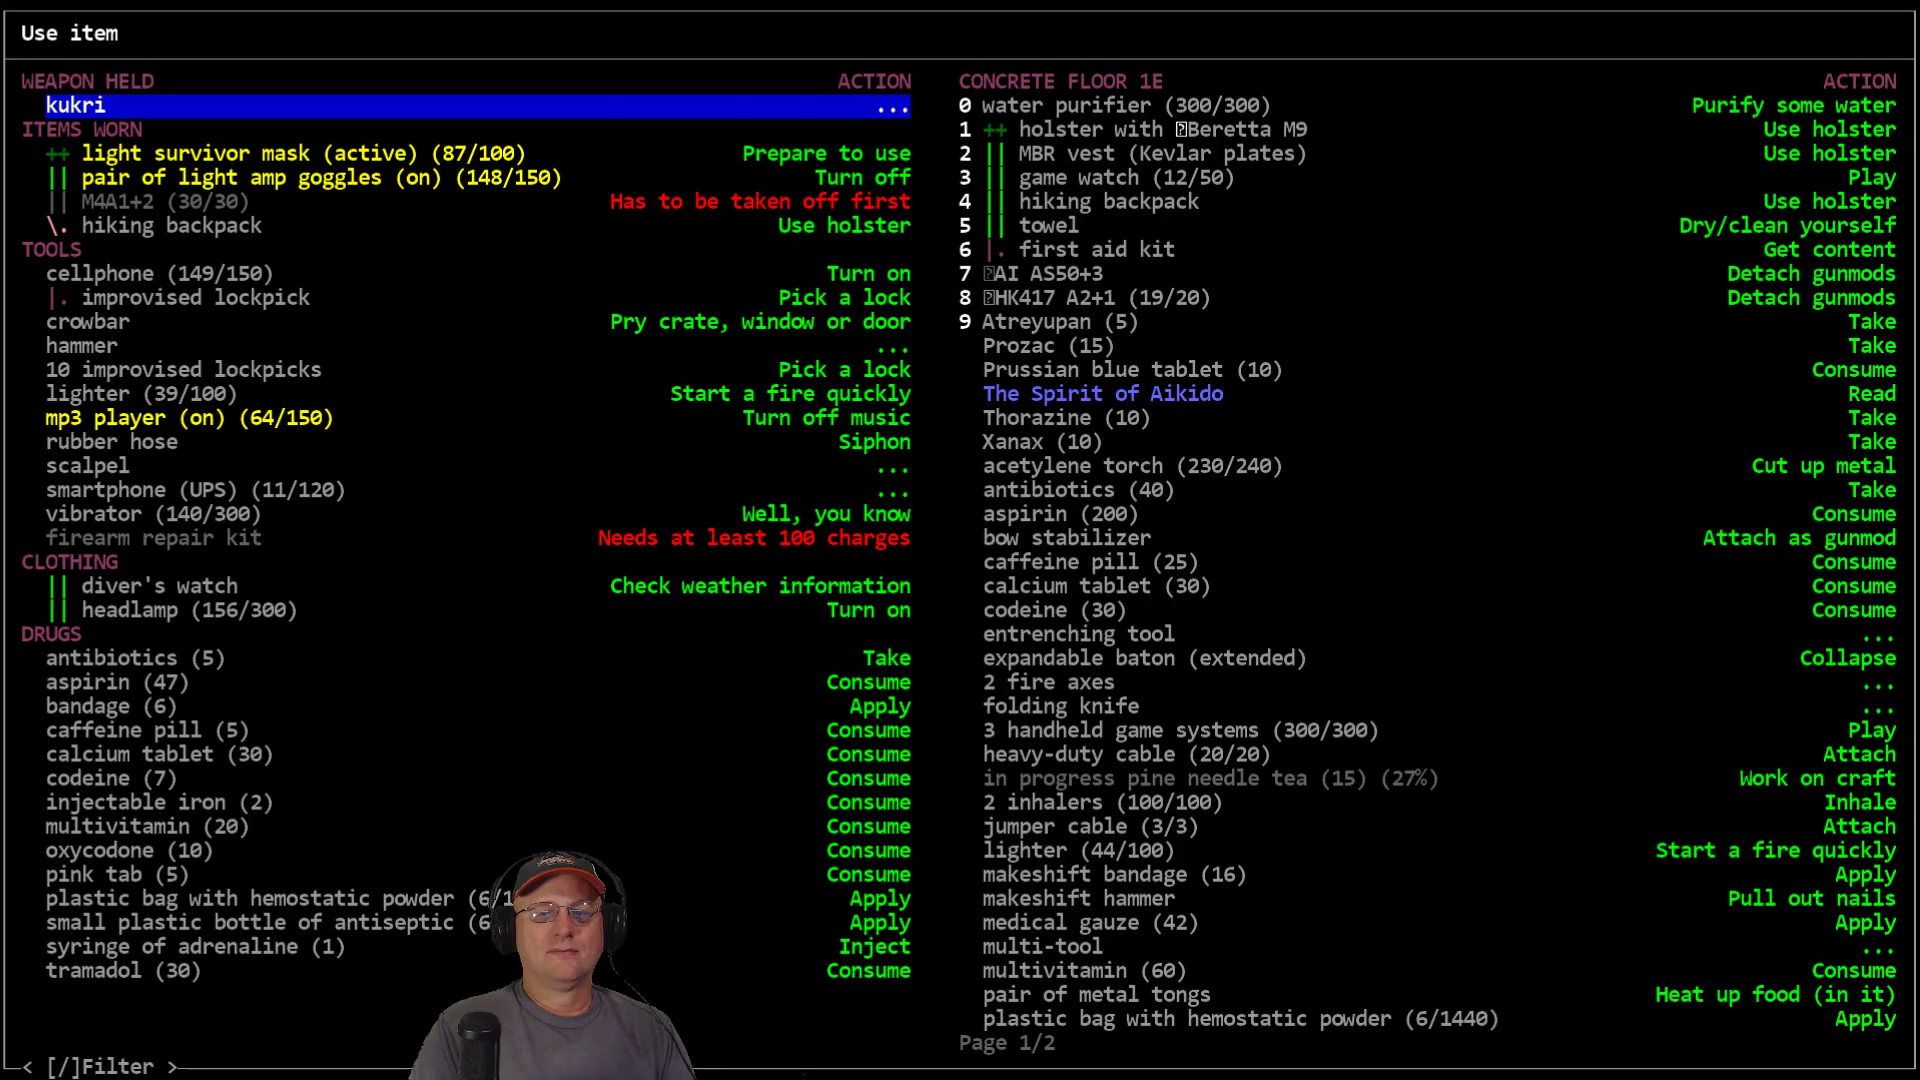 Use item
WEAPON HELD ACTION
kukri ...
ITEMS WORN
++ light survivor mask (active) (87/100) Prepare to use
|| pair of light amp goggles (on) (148/150) Turn off
|| M4A1+2 (30/30) Has to be taken off first
\. hiking backpack Use holster
TOOLS
cellphone (149/150) Turn on
|. improvised lockpick Pick a lock
crowbar Pry crate, window or door
hammer ...
10 improvised lockpicks Pick a lock
lighter (39/100) Start a fire quickly
mp3 player (on) (64/150) Turn off music
rubber hose Siphon
scalpel ...
smartphone (UPS) (11/120) ...
vibrator (140/300) Well, you know
firearm repair kit Needs at least 100 charges
CLOTHING
|| diver's watch Check weather information
|| headlamp (156/300) Turn on
DRUGS
antibiotics (5) Take
aspirin (47) Consume
bandage (6) Apply
caffeine pill (5) Consume
calcium tablet (30) Consume
codeine (7) Consume
injectable iron (2) Consume
multivitamin (20) Consume
oxycodone (10) Consume
pink tab (5) Consume
plastic bag with hemostatic powder (6/1 Apply
small plastic bottle of antiseptic (6 Apply
syringe of adrenaline (1) Inject
tramadol (30) Consume
CONCRETE FLOOR 1E ACTION
0 water purifier (300/300) Purify some water
1 ++ holster with Beretta M9 Use holster
2 || MBR vest (Kevlar plates) Use holster
3 || game watch (12/50) Play
4 || hiking backpack Use holster
5 || towel Dry/clean yourself
6 |. first aid kit Get content
7 AI AS50+3 Detach gunmods
8 HK417 A2+1 (19/20) Detach gunmods
9 Atreyupan (5) Take
Prozac (15) Take
Prussian blue tablet (10) Consume
The Spirit of Aikido Read
Thorazine (10) Take
Xanax (10) Take
acetylene torch (230/240) Cut up metal
antibiotics (40) Take
aspirin (200) Consume
bow stabilizer Attach as gunmod
caffeine pill (25) Consume
calcium tablet (30) Consume
codeine (30) Consume
entrenching tool ...
expandable baton (extended) Collapse
2 fire axes ...
folding knife ...
3 handheld game systems (300/300) Play
heavy-duty cable (20/20) Attach
in progress pine needle tea (15) (27%) Work on craft
2 inhalers (100/100) Inhale
jumper cable (3/3) Attach
lighter (44/100) Start a fire quickly
makeshift bandage (16) Apply
makeshift hammer Pull out nails
medical gauze (42) Apply
multi-tool ...
multivitamin (60) Consume
pair of metal tongs Heat up food (in it)
plastic bag with hemostatic powder (6/1440) Apply
Page 1/2
< [/]Filter >